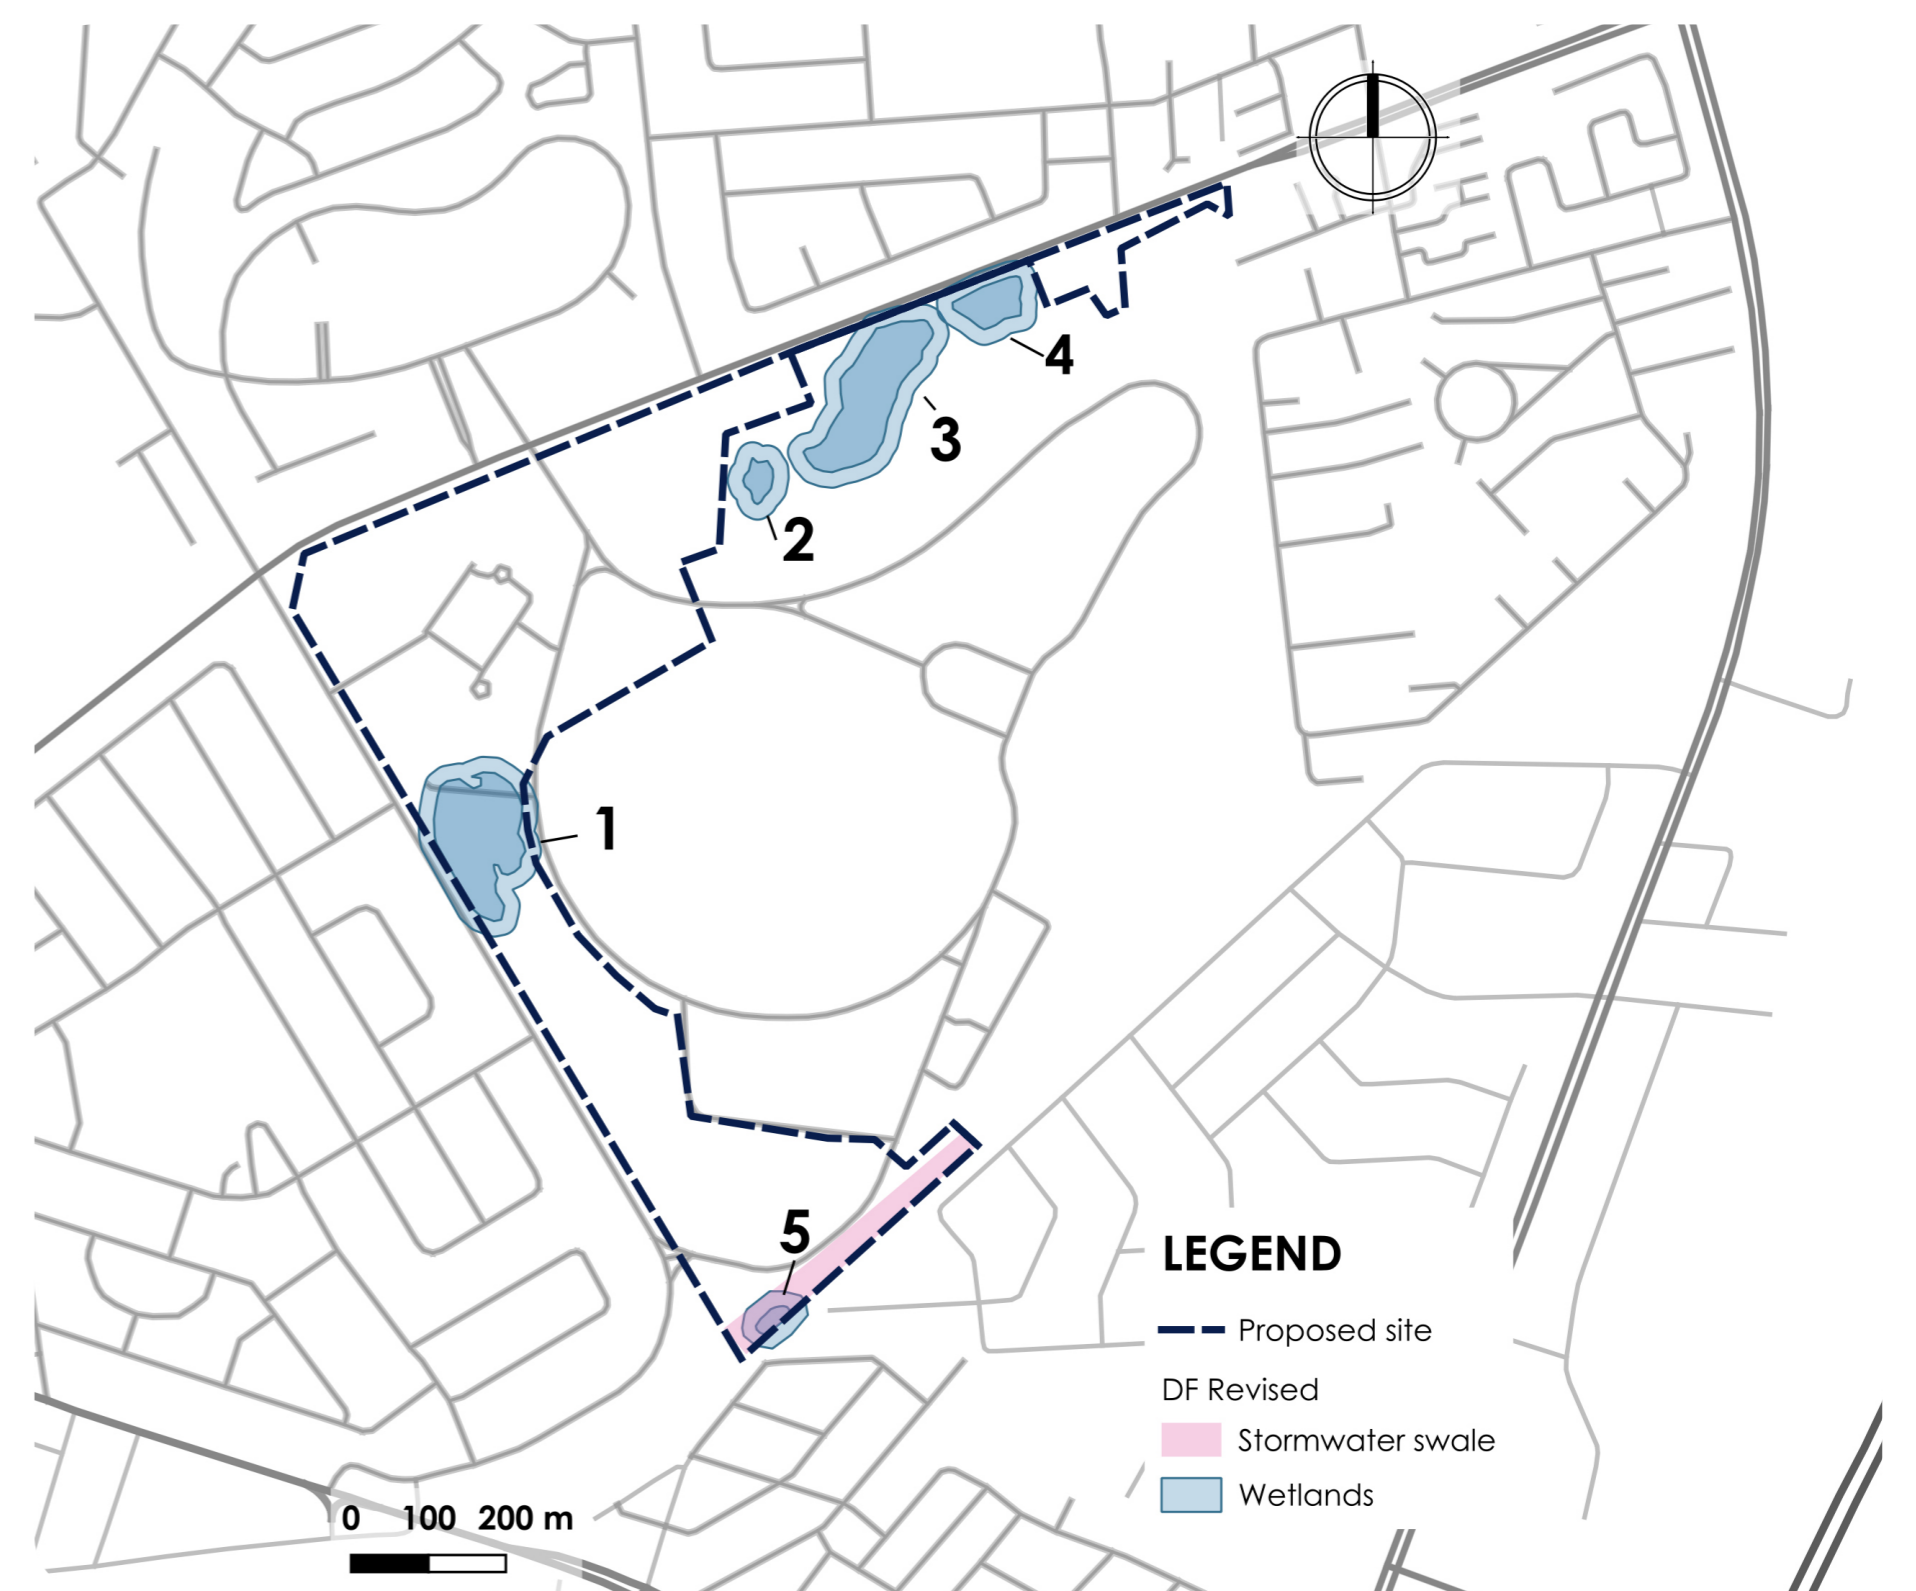 4
3
2
1
5
LEGEND
Proposed site
DF Revised
Stormwater swale
Wetlands
0 100 200 m